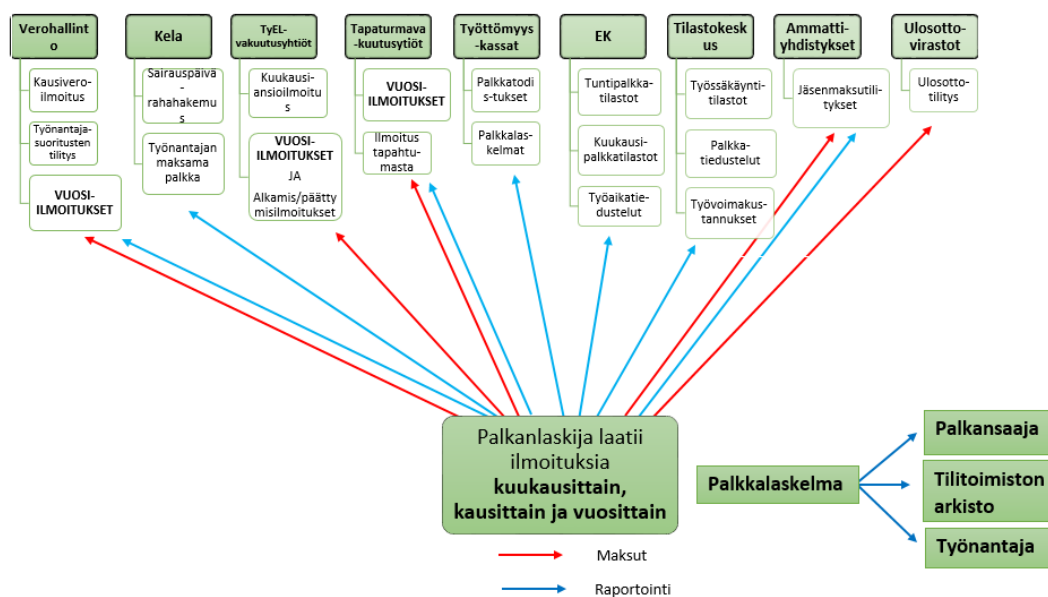 Verohallint
o
Kausivero-
ilmoitus
Työnantaja-
suoritusten
tilitys
VUOSI-
ILMOITUKSET
Kela
Sairauspäivä
-
rahahakemu
s
Työnantajan
maksama
palkka
TyEL-
vakuutusyhtiöt
Kuukausi-
ansioilmoitu
s
VUOSI-
ILMOITUKSET
JA
Alkamis/päätty
misilmoitukset
Tapaturmava
-kuutusytiöt
VUOSI-
ILMOITUKSET
Ilmoitus
tapahtu-
masta
Työttömyys
-kassat
Palkkatodi
s-tukset
Palkkalas-
kelmat
EK
Tuntipalkka-
tilastot
Kuukausi-
palkkatilastot
Työaikatie-
dustelut
Tilastokes
kus
Työssäkäynti-
tilastot
Palkka-
tiedustelut
Työvoimakus-
tannukset
Ammatti-
yhdistykset
Jäsenmaksutili-
tykset
Ulosotto-
virastot
Ulosotto-
tilitys
Palkanlaskija laatii
ilmoituksia
kuukausittain,
kausittain ja vuosittain
Maksut
Raportointi
Palkkalaskelma
Palkansaaja
Tilitoimiston
arkisto
Työnantaja